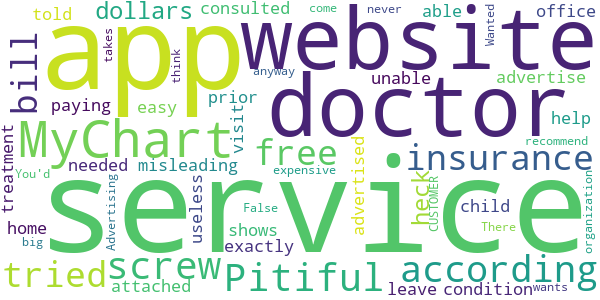 told dollars consulted come never able office
takes think Wanted
app website
bill
anyway unable advertise
paying easy prior doctor help
MyChart visit free recommend
treatment needed misleading insurance
You'd expensive
Advertising useless advertised heck CUSTOMER child organization
home shows False There
service
big exactly
tried screw Pitiful according
attached leave condition wants